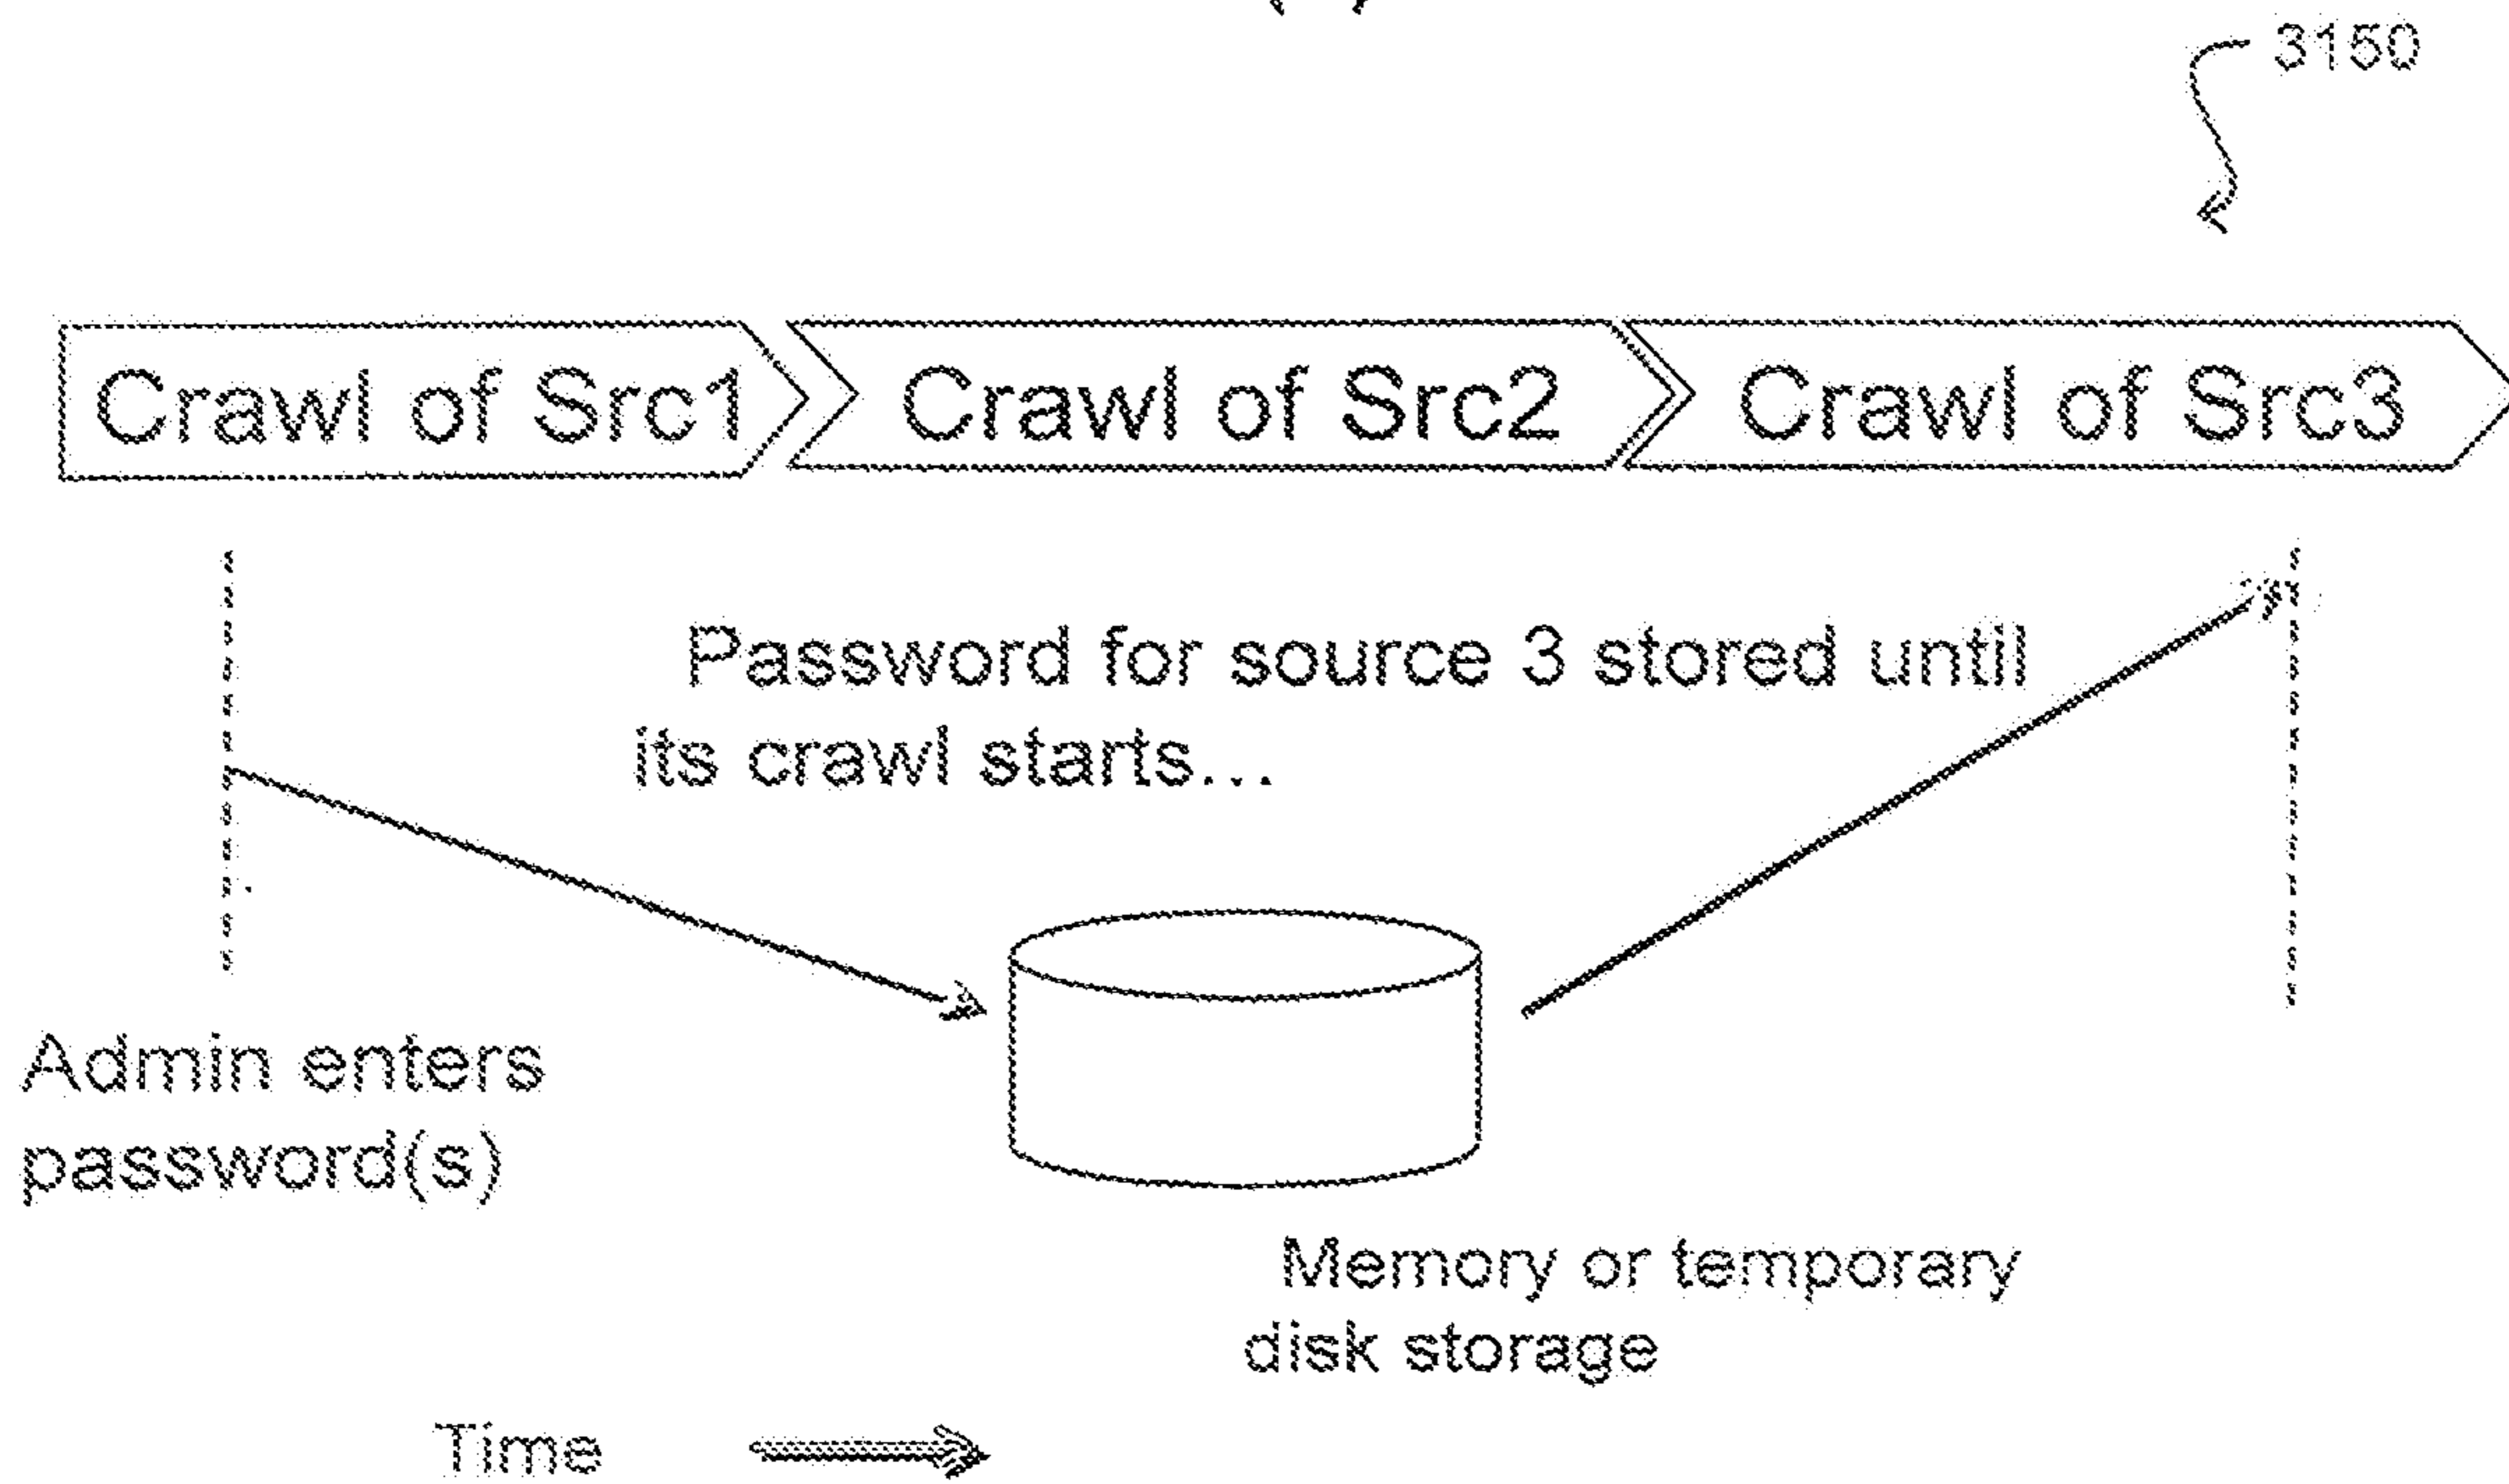 3150
Crawl of Src1
Crawl of Src2
Crawl of Src3
Password for source 3 stored until
its crawl starts...
Admin enters
password(s)
Memory or temporary
disk storage
Time